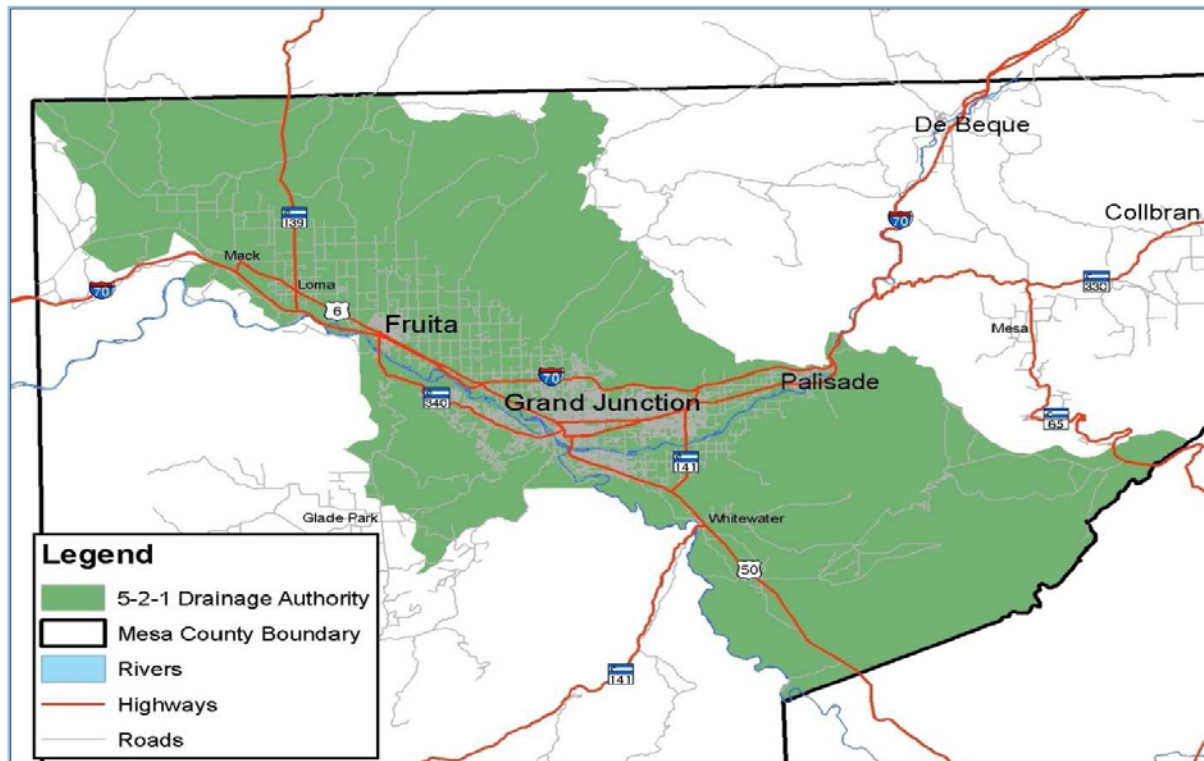 De Beque
Collbran
70
139
Mack
70
Loma
330
6
Mesa
Fruita
70
Palisade
340
Grand Junction
65
141
Glade Park
Whitewater
50
141
Legend
5-2-1 Drainage Authority
Mesa County Boundary
Rivers
Highways
Roads